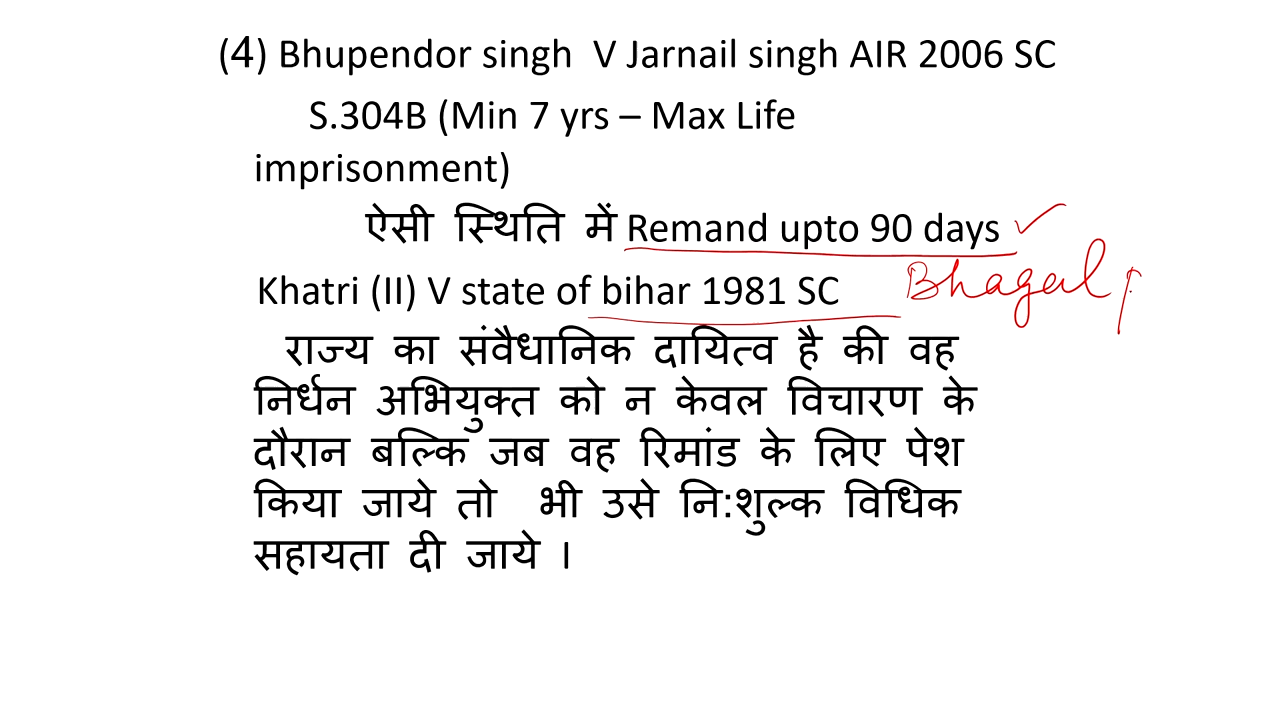 (4) Bhupendor singh V Jarnail singh AIR 2006 SC
S.304B (Min 7 yrs – Max Life
imprisonment)
ऐसी स्थिति में Remand upto 90 days
Khatri (II) V state of bihar 1981 SC
राज्य का संवैधानिक दायित्व है की वह
निर्धन अभियुक्त को न केवल विचारण के
दौरान बल्कि जब वह रिमांड के लिए पेश
किया जाये तो भी उसे नि:शुल्क विधिक
सहायता दी जाये ।